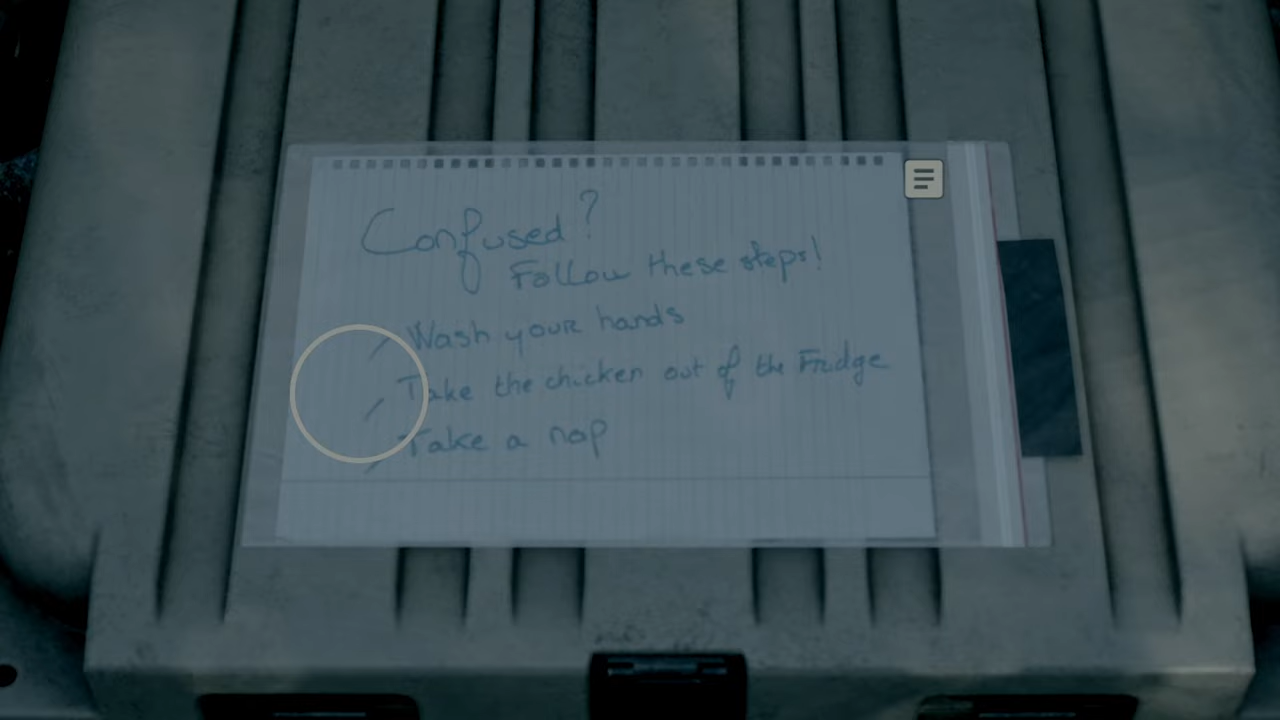 Confused?
Follow these steps!
/ Wash your hands
/ Take the chicken out of the Fridge
/ Take a nap